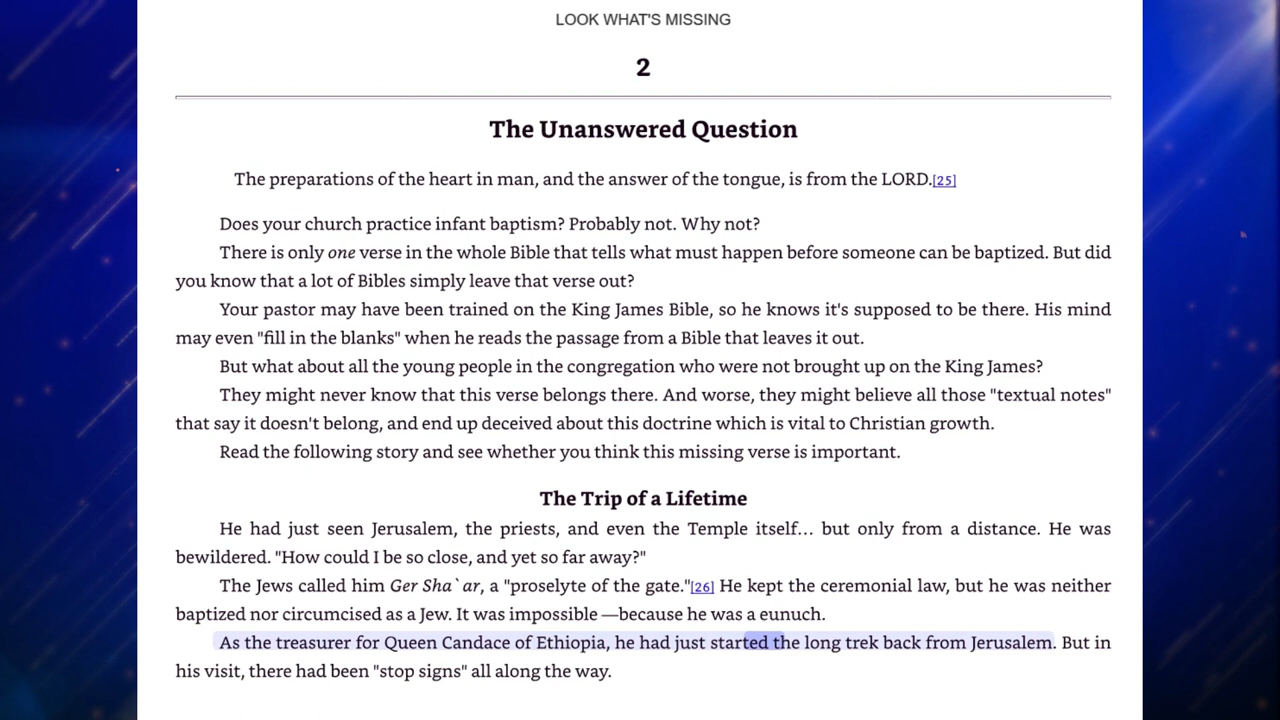 LOOK WHAT'S MISSING
2
The Unanswered Question
The preparations of the heart in man, and the answer of the tongue, is from the LORD.[25]
Does your church practice infant baptism? Probably not. Why not?
There is only one verse in the whole Bible that tells what must happen before someone can be baptized. But did
you know that a lot of Bibles simply leave that verse out?
Your pastor may have been trained on the King James Bible, so he knows it's supposed to be there. His mind
may even "fill in the blanks" when he reads the passage from a Bible that leaves it out.
But what about all the young people in the congregation who were not brought up on the King James?
They might never know that this verse belongs there. And worse, they might believe all those "textual notes"
that say it doesn't belong, and end up deceived about this doctrine which is vital to Christian growth.
Read the following story and see whether you think this missing verse is important.
The Trip of a Lifetime
He had just seen Jerusalem, the priests, and even the Temple itself… but only from a distance. He was
bewildered. "How could I be so close, and yet so far away?"
The Jews called him Ger Sha`ar, a "proselyte of the gate."[26] He kept the ceremonial law, but he was neither
baptized nor circumcised as a Jew. It was impossible —because he was a eunuch.
As the treasurer for Queen Candace of Ethiopia, he had just started the long trek back from Jerusalem. But in
his visit, there had been "stop signs" all along the way.